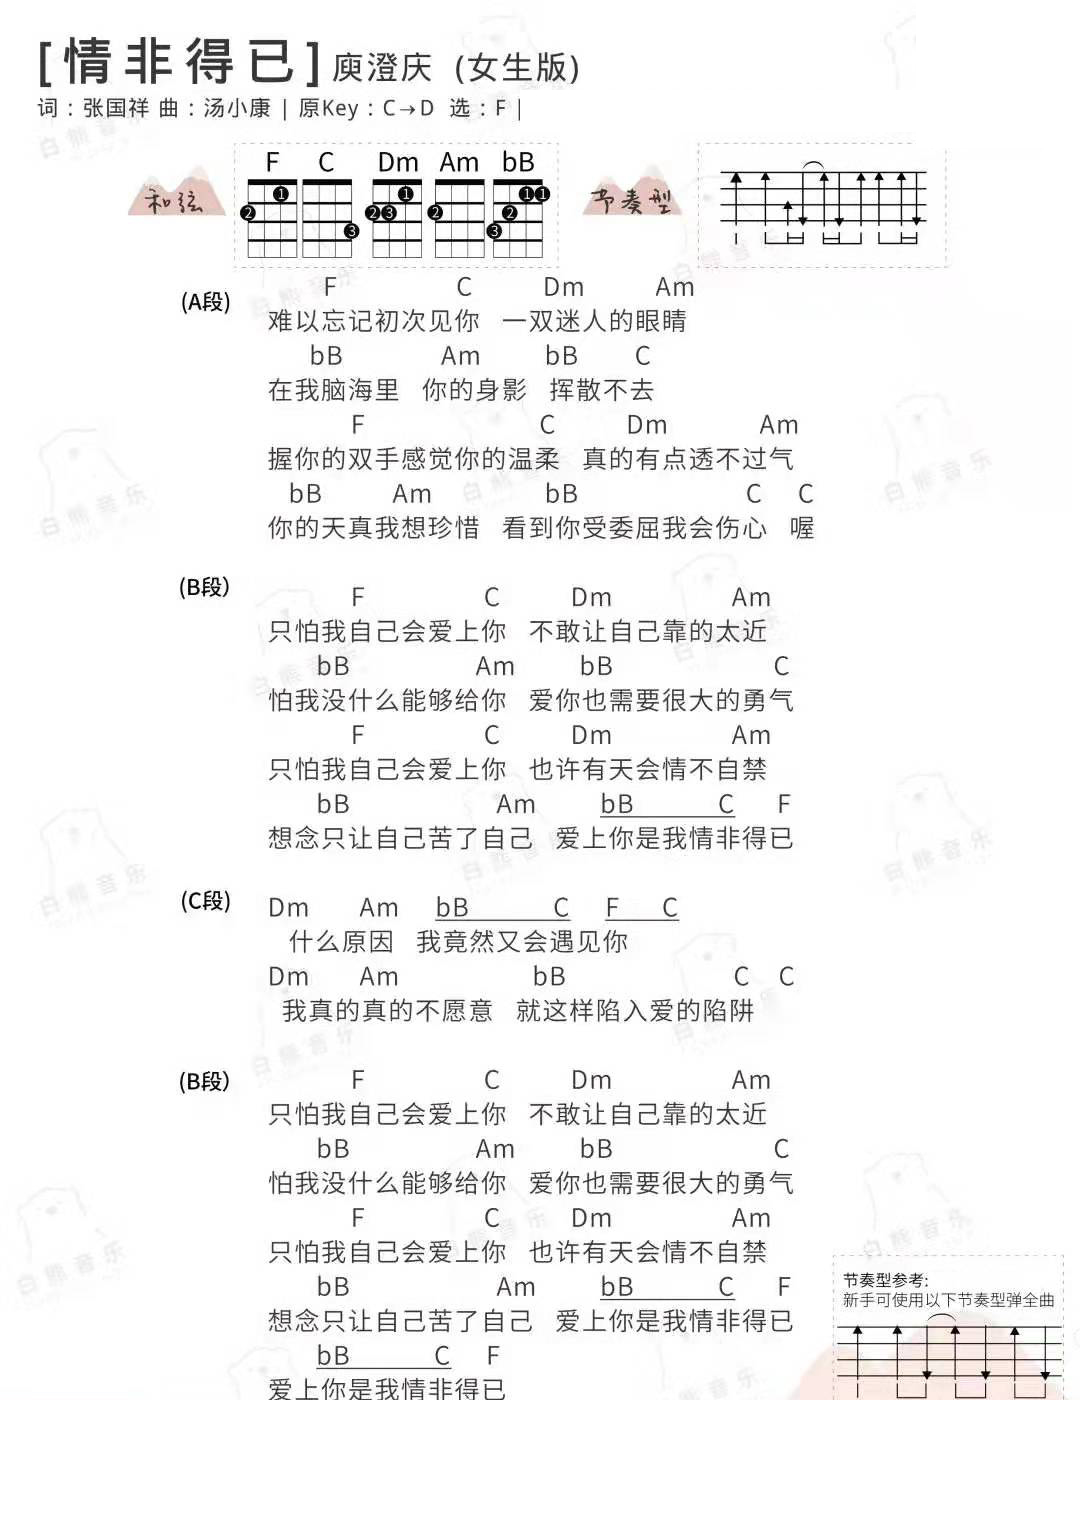 [情非得已]庾澄庆 (女生版)
词：张国祥 曲：汤小康 | 原Key：C→D 选：F |
和弦
F C Dm Am bB
节奏型
(A段)
F C Dm Am
难以忘记初次见你 一双迷人的眼睛
bB Am bB C
在我脑海里 你的身影 挥散不去
F C Dm Am
握你的双手感觉你的温柔 真的有点透不过气
bB Am bB C C
你的天真我想珍惜 看到你受委屈我会伤心 喔
(B段)
F C Dm Am
只怕我自己会爱上你 不敢让自己靠的太近
bB Am bB C
怕我没什么能够给你 爱你也需要很大的勇气
F C Dm Am
只怕我自己会爱上你 也许有天会情不自禁
bB Am bB C F
想念只让自己苦了自己 爱上你是我情非得已
(C段)
Dm Am bB C F C
什么原因 我竟然又会遇见你
Dm Am bB C C
我真的真的不愿意 就这样陷入爱的陷阱
(B段)
F C Dm Am
只怕我自己会爱上你 不敢让自己靠的太近
bB Am bB C
怕我没什么能够给你 爱你也需要很大的勇气
F C Dm Am
只怕我自己会爱上你 也许有天会情不自禁
bB Am bB C F
想念只让自己苦了自己 爱上你是我情非得已
bB C F
爱上你是我情非得已
节奏型参考:
新手可使用以下节奏型弹全曲
白熊音乐